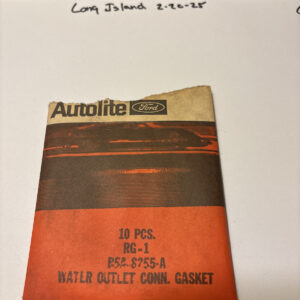 Long Island 2-20-25
Autolite Ford
10 PCS.
RG-1
B5A-8255-A
WATER OUTLET CONN. GASKET